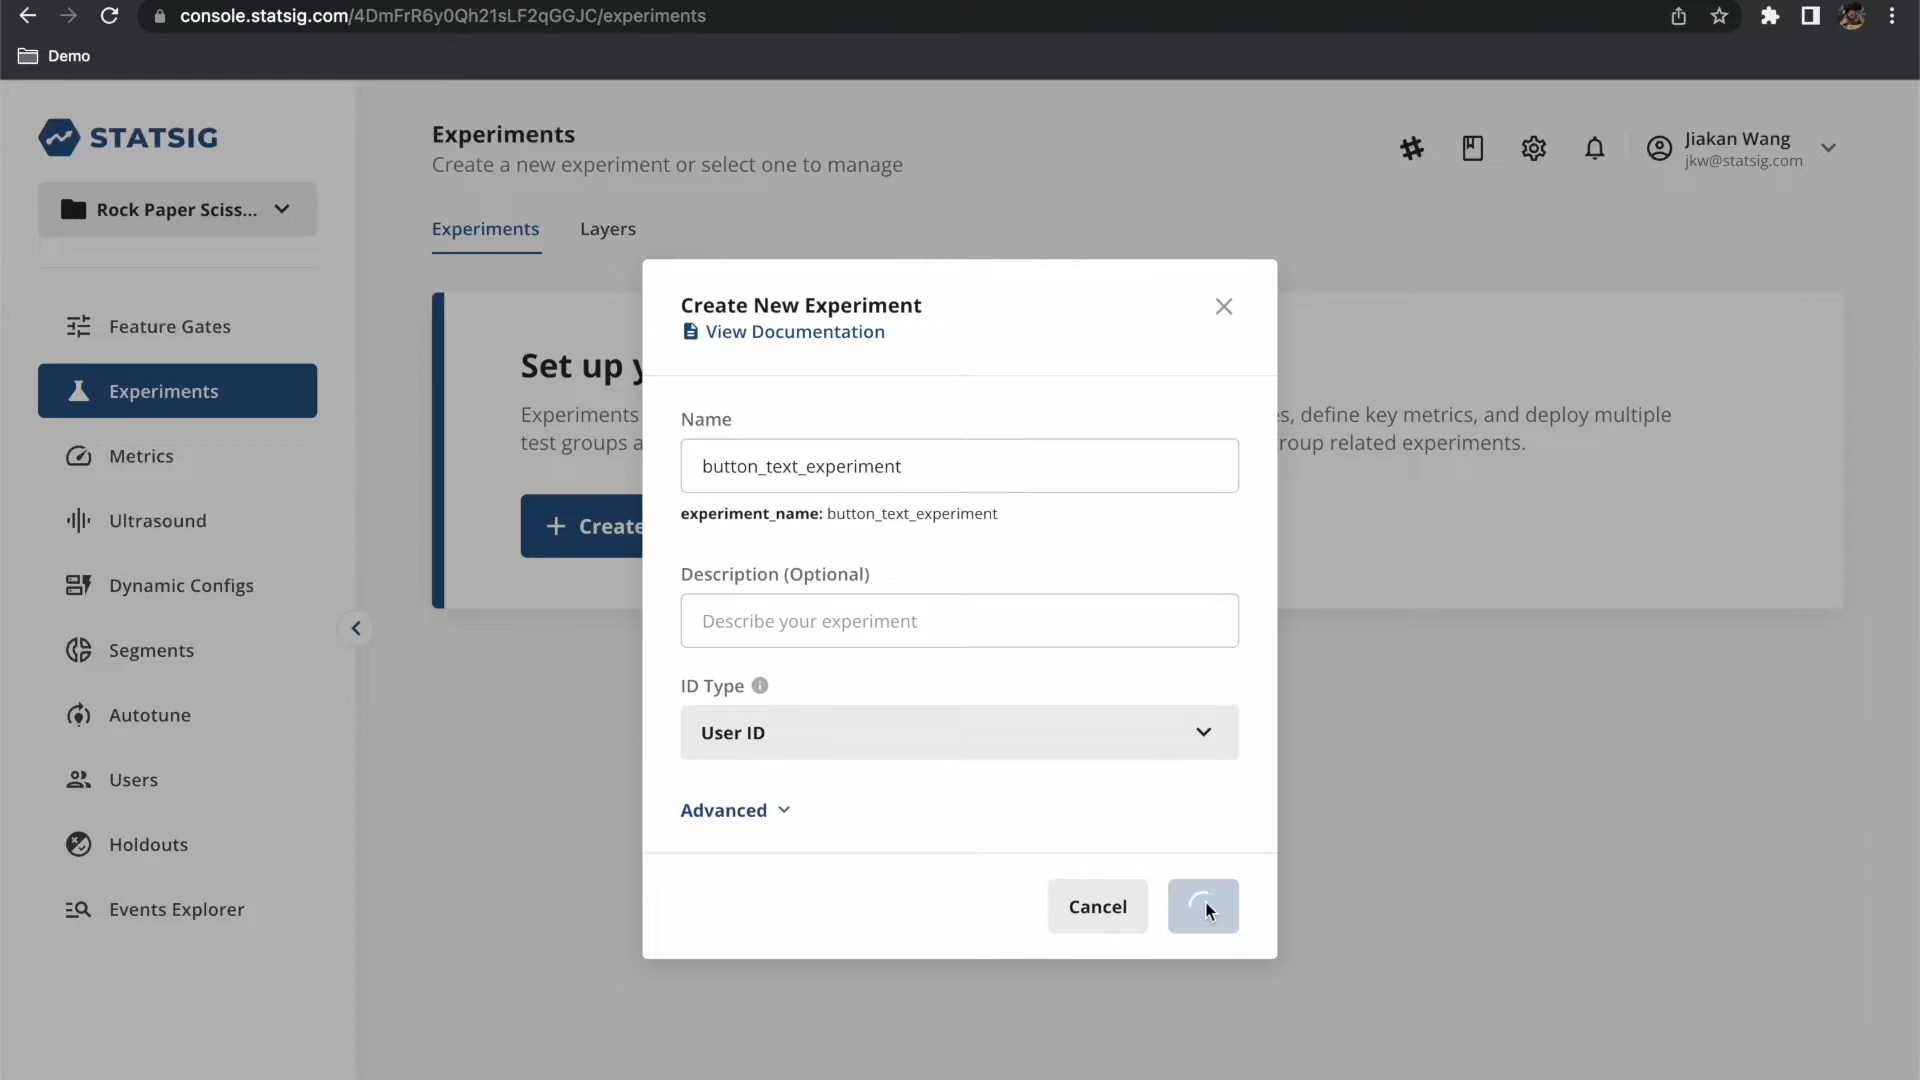 console.statsig.com/4DmFrR6y0Qh21sLF2qGGJC/experiments
Demo
STATSIG
Rock Paper Sciss...
Feature Gates
Experiments
Metrics
Ultrasound
Dynamic Configs
Segments
Autotune
Users
Holdouts
Events Explorer
Experiments
Create a new experiment or select one to manage
Jiakan Wang
jkw@statsig.com
Experiments Layers
Set up y
Experiments s, define key metrics, and deploy multiple
test groups a roup related experiments.
+ Create
Create New Experiment
View Documentation
Name
button_text_experiment
experiment_name: button_text_experiment
Description (Optional)
Describe your experiment
ID Type
User ID
Advanced
Cancel